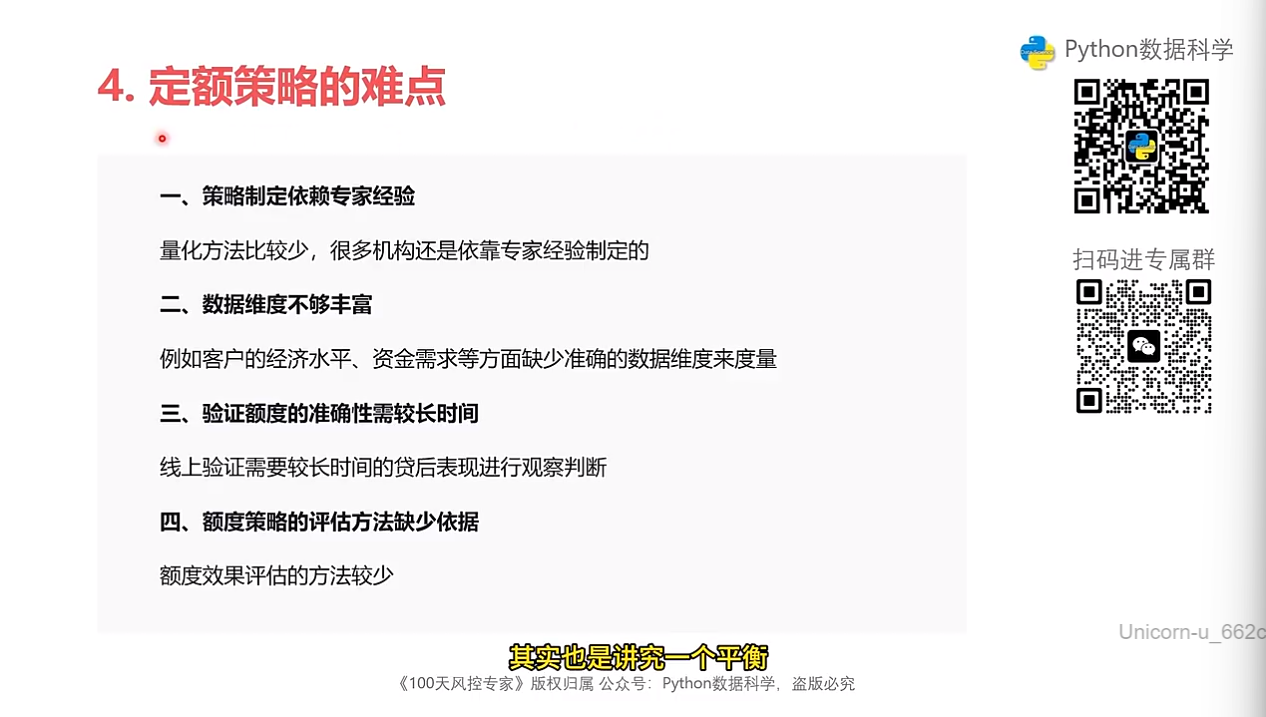 Python数据科学
4. 定额策略的难点
一、策略制定依赖专家经验
量化方法比较少，很多机构还是依靠专家经验制定的
二、数据维度不够丰富
例如客户的经济水平、资金需求等方面缺少准确的数据维度来度量
三、验证额度的准确性需较长时间
线上验证需要较长时间的贷后表现进行观察判断
四、额度策略的评估方法缺少依据
额度效果评估的方法较少
扫码进专属群
Unicorn-u_662c
其实也是讲究一个平衡
《100天风控专家》版权归属 公众号：Python数据科学，盗版必究